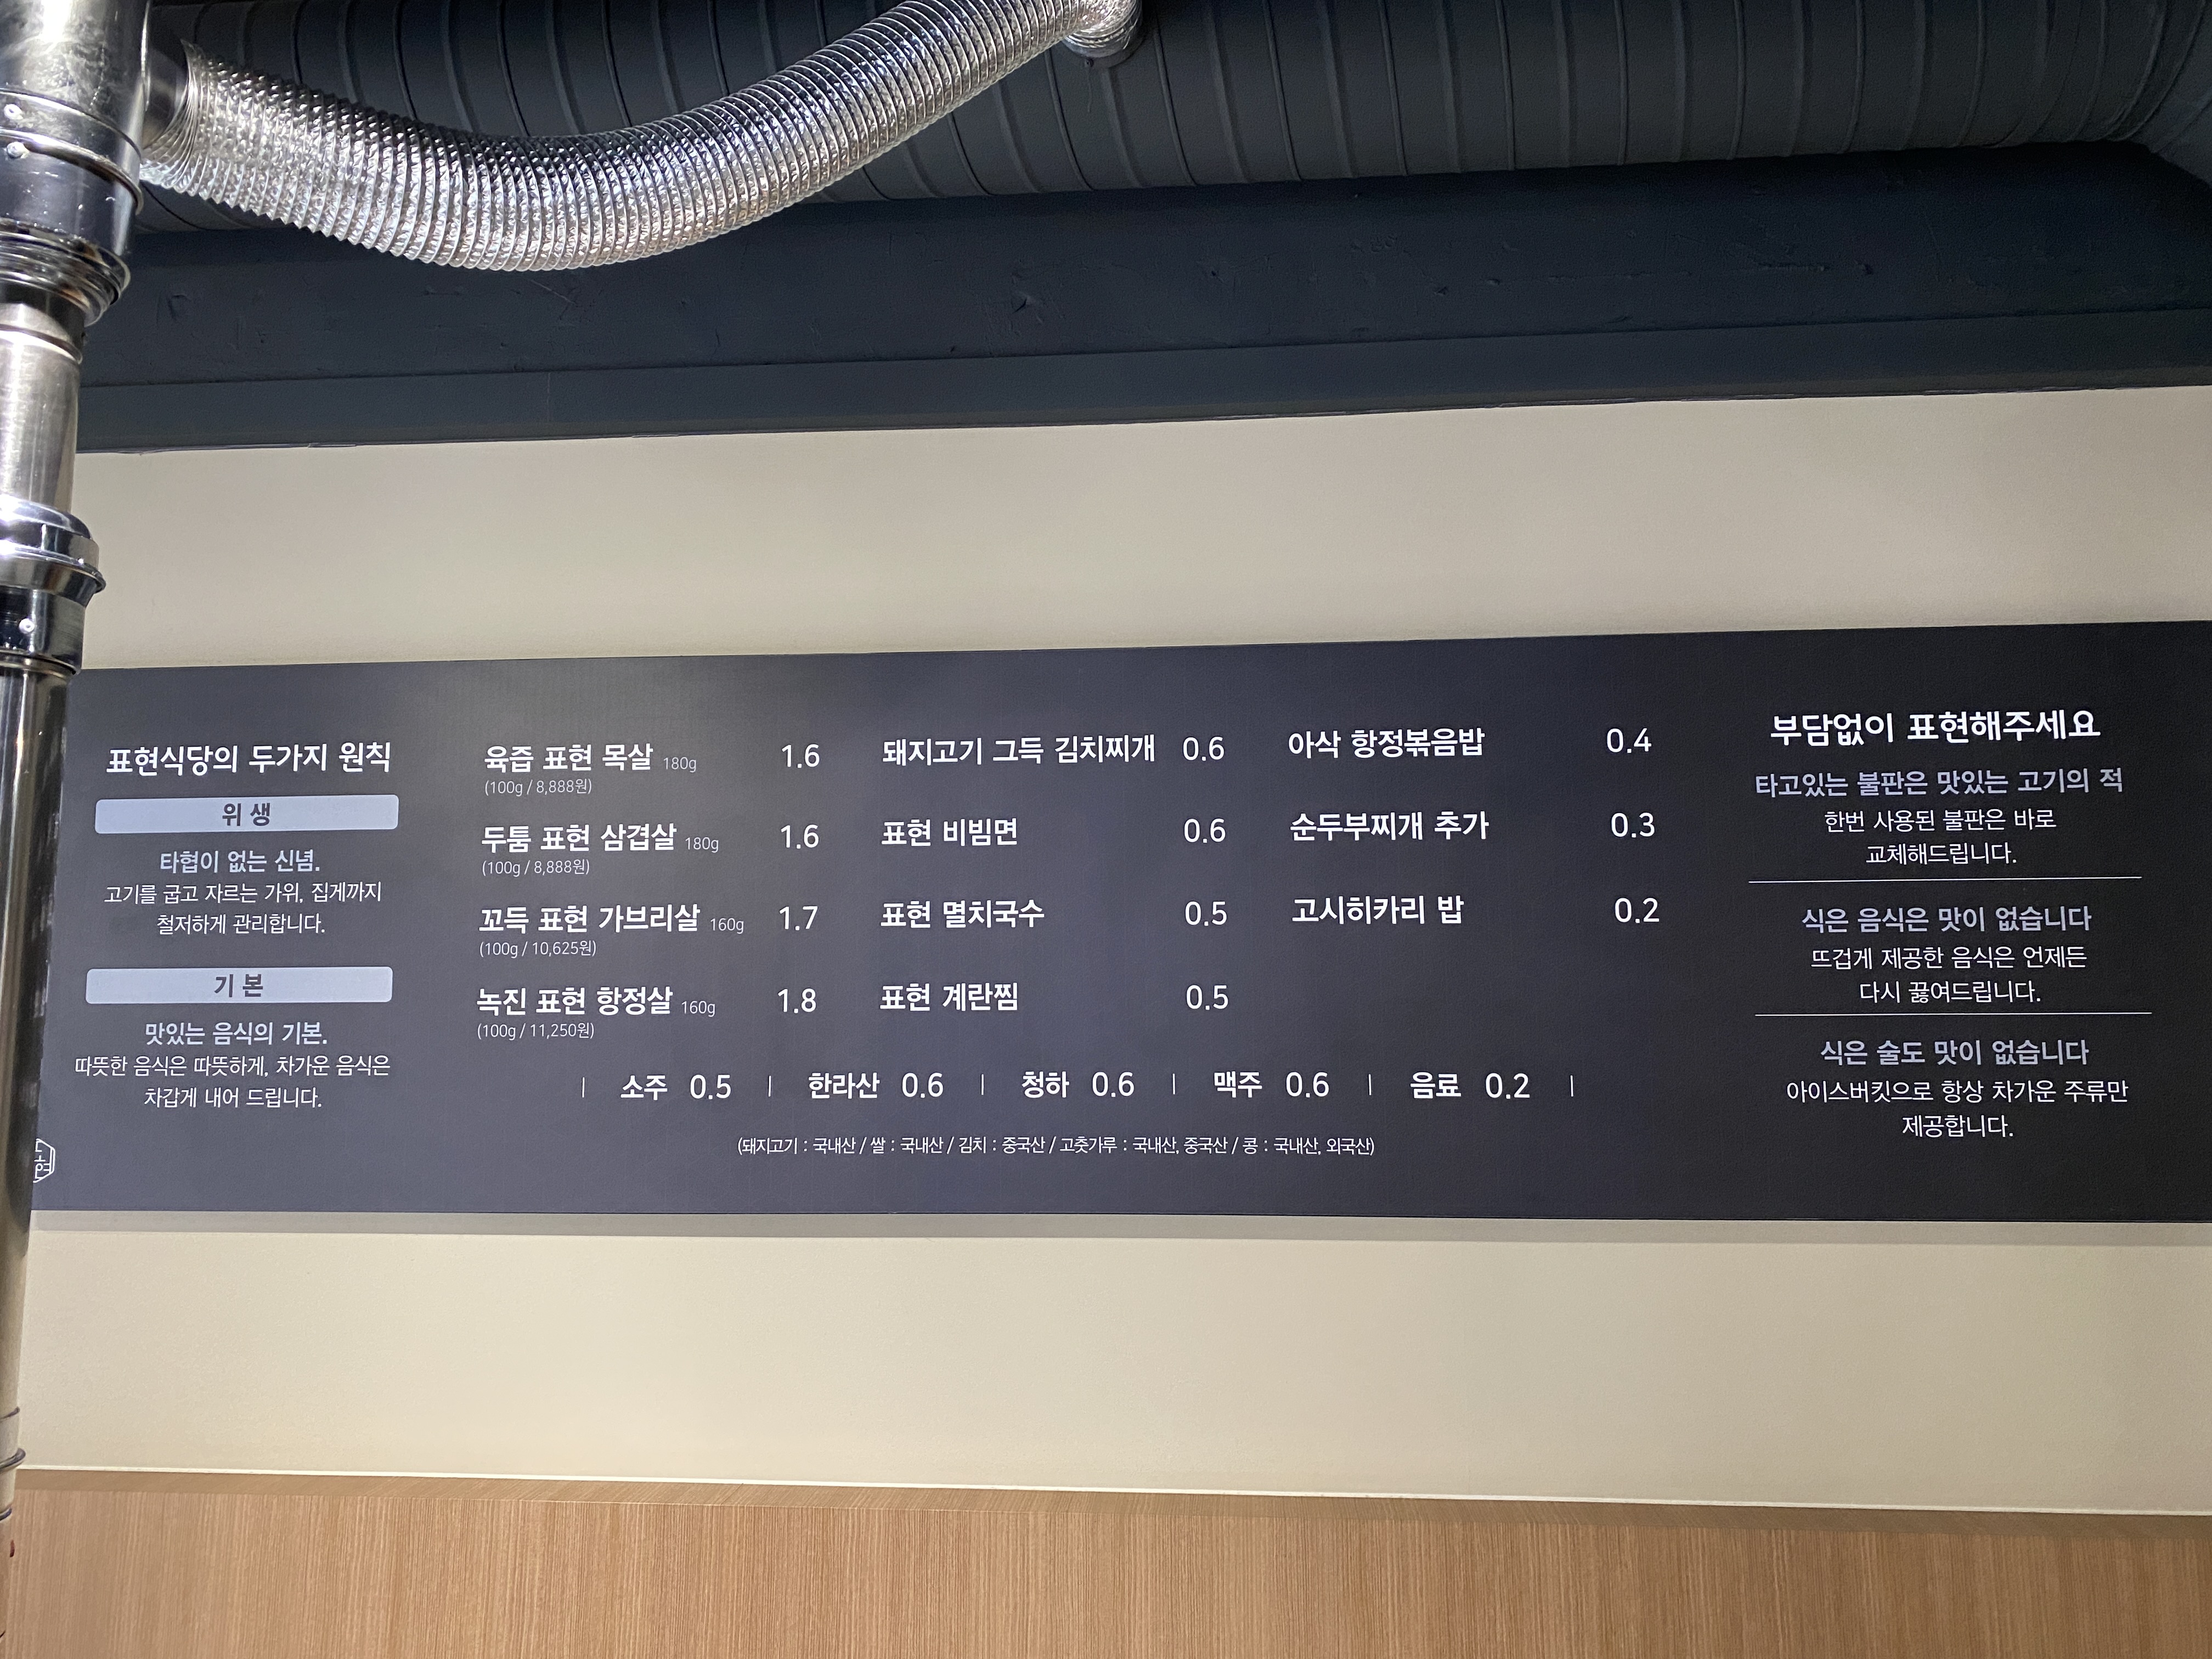 표현식당의 두가지 원칙
위 생
타협이 없는 신념.
고기를 굽고 자르는 가위, 집게까지
철저하게 관리합니다.
기 본
맛있는 음식의 기본.
따뜻한 음식은 따뜻하게, 차가운 음식은
차갑게 내어 드립니다.
육즙 표현 목살 180g 1.6
(100g / 8,888원)
두툼 표현 삼겹살 180g 1.6
(100g / 8,888원)
꼬득 표현 가브리살 160g 1.7
(100g / 10,625원)
녹진 표현 항정살 160g 1.8
(100g / 11,250원)
돼지고기 그득 김치찌개 0.6
표현 비빔면 0.6
표현 멸치국수 0.5
표현 계란찜 0.5
아삭 항정볶음밥 0.4
순두부찌개 추가 0.3
고시히카리 밥 0.2
| 소주 0.5 | 한라산 0.6 | 청하 0.6 | 맥주 0.6 | 음료 0.2 |
(돼지고기 : 국내산 / 쌀 : 국내산 / 김치 : 중국산 / 고춧가루 : 국내산, 중국산 / 콩 : 국내산, 외국산)
부담없이 표현해주세요
타고있는 불판은 맛있는 고기의 적
한번 사용된 불판은 바로
교체해드립니다.
식은 음식은 맛이 없습니다
뜨겁게 제공한 음식은 언제든
다시 끓여드립니다.
식은 술도 맛이 없습니다
아이스버킷으로 항상 차가운 주류만
제공합니다.